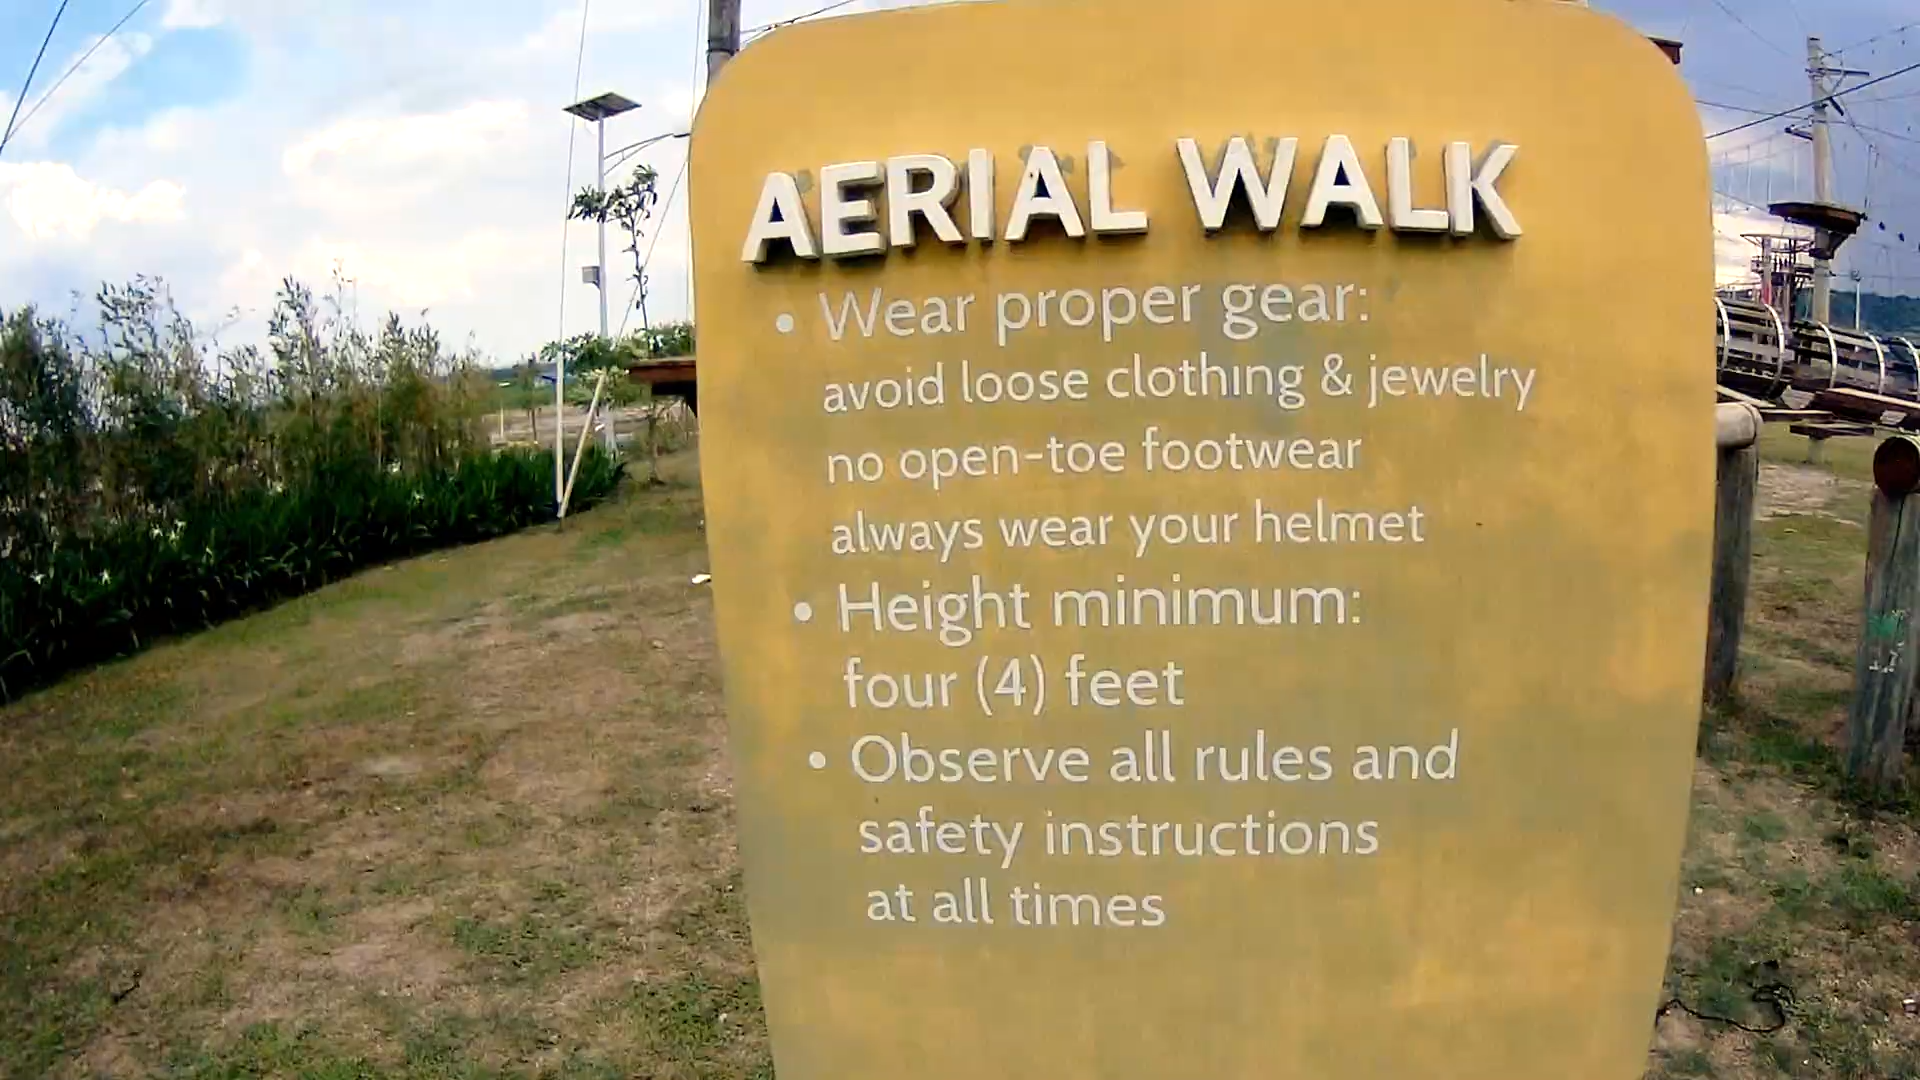 AERIAL WALK
• Wear proper gear:
avoid loose clothing & jewelry
no open-toe footwear
always wear your helmet
• Height minimum:
four (4) feet
• Observe all rules and
safety instructions
at all times